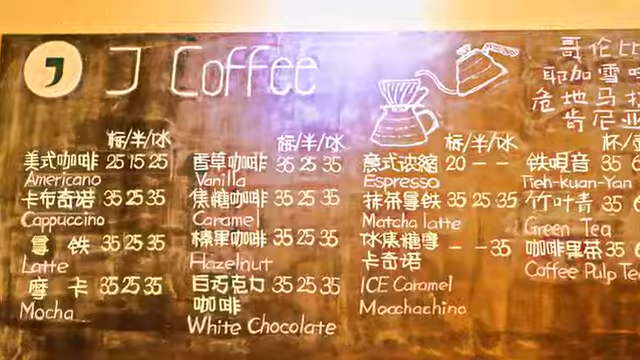 J Coffee
标/半/冰
美式咖啡 25 15 25
Americano
卡布奇诺 35 25 35
Cappuccino
拿铁 35 25 35
Latte
摩卡 35 25 35
Mocha
标/半/冰
香草咖啡 35 25 35
Vanilla
焦糖咖啡 35 25 35
Caramel
榛果咖啡 35 25 35
Hazelnut
白巧克力 35 25 35
咖啡
White Chocolate
标/半/冰
意式浓缩 20 – –
Espresso
抹茶拿铁 35 25 35
Matcha latte
冰焦糖摩 – – 35
卡奇诺
ICE Caramel
Mocchachino
哥伦比
耶加雪
危地马拉
肯尼亚
杯/
铁观音 35 6
Tieh-Kuan-Yan
竹叶青 35 6
Green Tea
咖啡果茶 35 6
Coffee Pulp Te